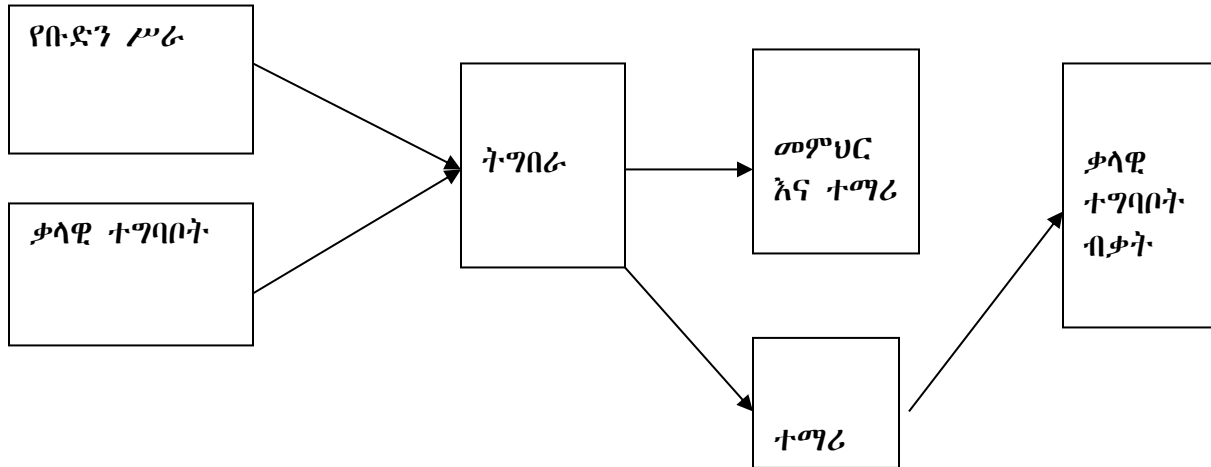 የቡድን ሥራ
ቃላዊ ተግባቦት
ትግበራ
መምህር
እና ተማሪ
ተማሪ
ቃላዊ
ተግባቦት
ብቃት